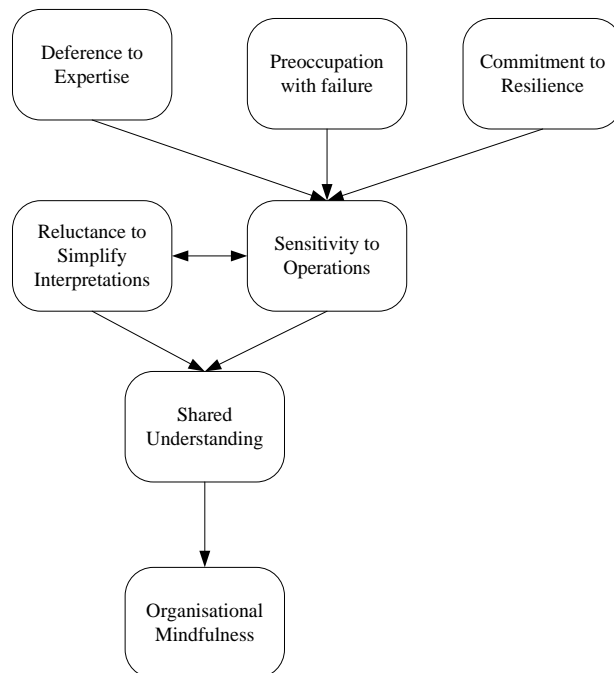 Deference to
Expertise
Preoccupation
with failure
Commitment to
Resilience
Reluctance to
Simplify
Interpretations
Sensitivity to
Operations
Shared
Understanding
Organisational
Mindfulness